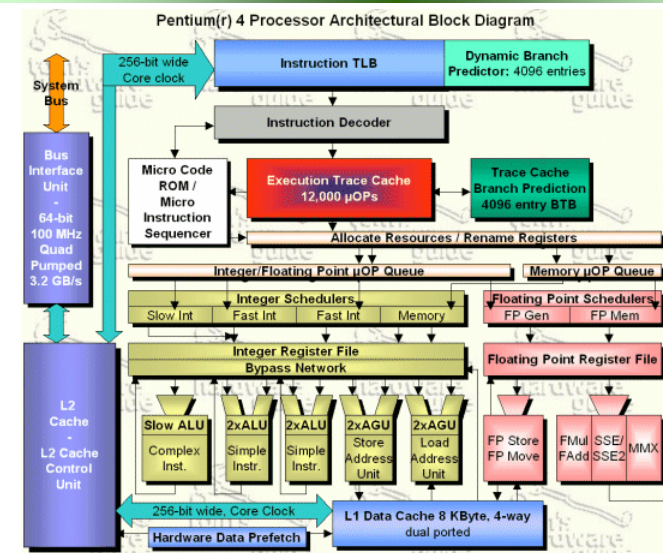 Pentium(r) 4 Processor Architectural Block Diagram
256-bit wide
Core clock
Instruction TLB
Dynamic Branch
Predictor: 4096 entries
System
Bus
Instruction Decoder
Bus
Interface
Unit
-
64-bit
100 MHz
Quad
Pumped
3.2 GB/s
Micro Code
ROM /
Micro
Instruction
Sequencer
Execution Trace Cache
12,000 µOPs
Trace Cache
Branch Prediction
4096 entry BTB
Allocate Resources / Rename Registers
Integer/Floating Point µOP Queue
Memory µOP Queue
Integer Schedulers
Slow Int
Fast Int
Fast Int
Memory
Floating Point Schedulers
FP Gen
FP Mem
Integer Register File
Bypass Network
Floating Point Register File
L2
Cache
-
L2 Cache
Control
Unit
Slow ALU
Complex
Inst.
2xALU
Simple
Instr.
2xALU
Simple
Instr.
2xAGU
Store
Address
Unit
2xAGU
Load
Address
Unit
FP Store
FP Move
FMul
FAdd
SSE/
SSE2
MMX
256-bit wide, Core Clock
L1 Data Cache 8 KByte, 4-way
dual ported
Hardware Data Prefetch